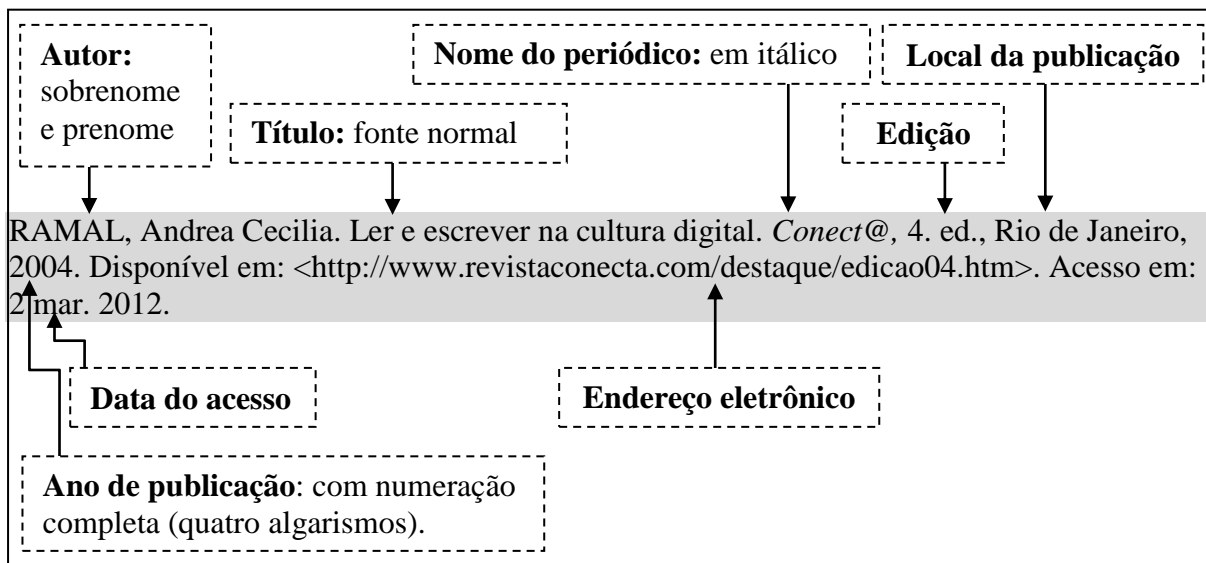 Autor:
sobrenome
e prenome
Título: fonte normal
Nome do periódico: em itálico
Edição
Local da publicação
RAMAL, Andrea Cecilia. Ler e escrever na cultura digital. Conect@, 4. ed., Rio de Janeiro,
2004. Disponível em: <http://www.revistaconecta.com/destaque/edicao04.htm>. Acesso em:
2 mar. 2012.
Data do acesso
Endereço eletrônico
Ano de publicação: com numeração
completa (quatro algarismos).